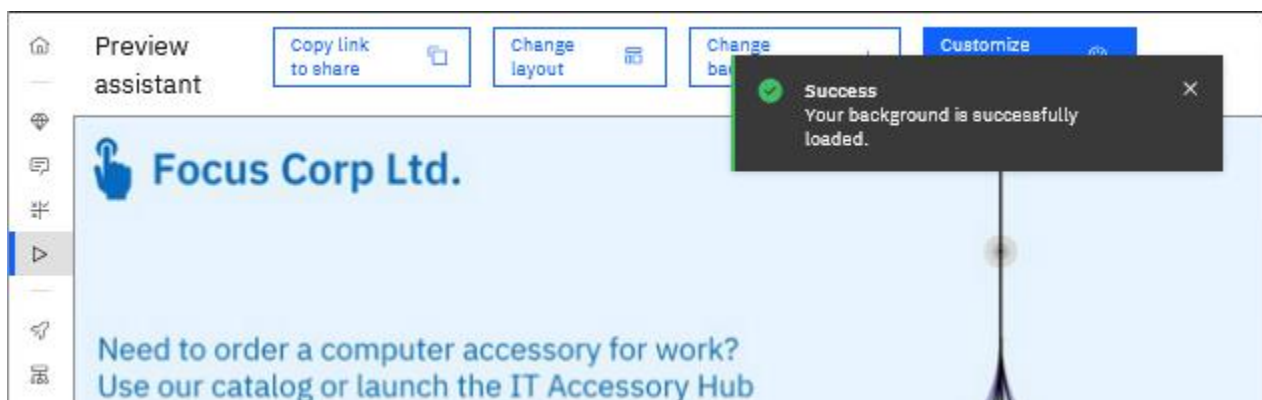 Preview
assistant
Copy link
to share
Change
layout
Change
Customize
Success
Your background is successfully
loaded.
Focus Corp Ltd.
Need to order a computer accessory for work?
Use our catalog or launch the IT Accessory Hub